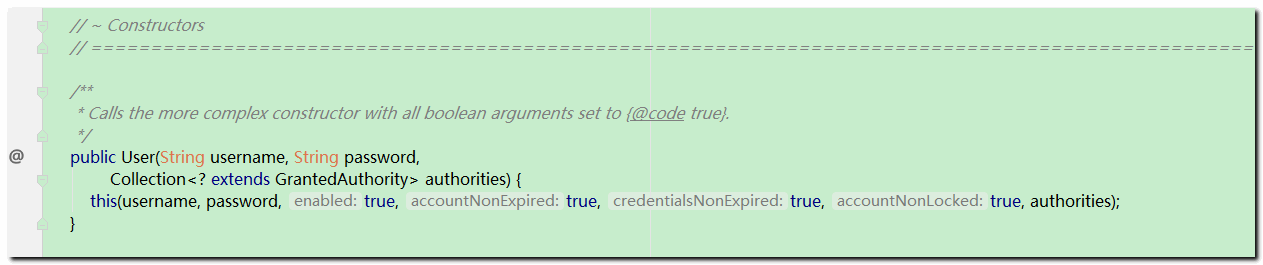 // ~ Constructors
// ================================================================================================
/**
* Calls the more complex constructor with all boolean arguments set to {@code true}.
*/
@ public User(String username, String password,
Collection<? extends GrantedAuthority> authorities) {
this(username, password, enabled: true, accountNonExpired: true, credentialsNonExpired: true, accountNonLocked: true, authorities);
}